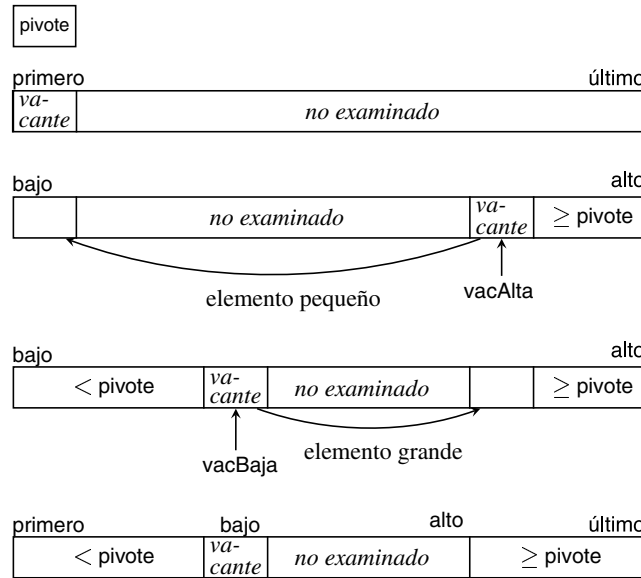 pivote
primero último
va-
cante no examinado
bajo alto
no examinado va-
cante ≥ pivote
elemento pequeño vacAlta
bajo alto
< pivote va-
cante no examinado ≥ pivote
vacBaja elemento grande
primero bajo alto último
< pivote va-
cante no examinado ≥ pivote